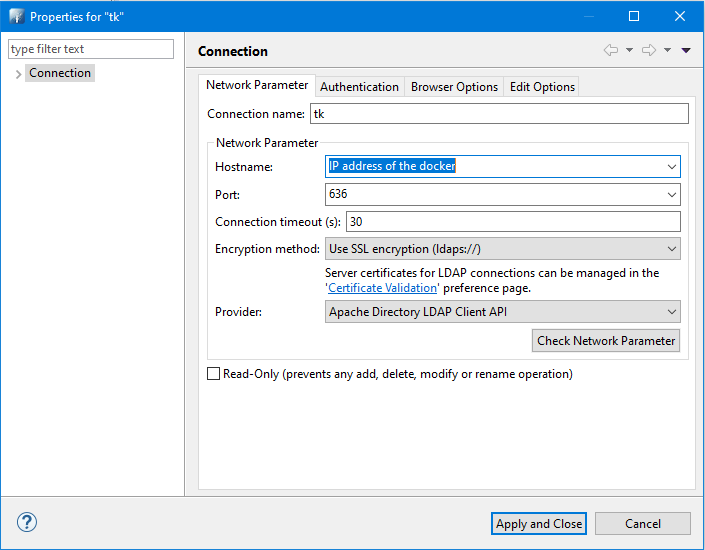 Properties for "tk"
type filter text
Connection
Connection
Network Parameter Authentication Browser Options Edit Options
Connection name: tk
Network Parameter
Hostname: IP address of the docker
Port: 636
Connection timeout (s): 30
Encryption method: Use SSL encryption (ldaps://)
Server certificates for LDAP connections can be managed in the
'Certificate Validation' preference page.
Provider: Apache Directory LDAP Client API
Check Network Parameter
Read-Only (prevents any add, delete, modify or rename operation)
?
Apply and Close Cancel